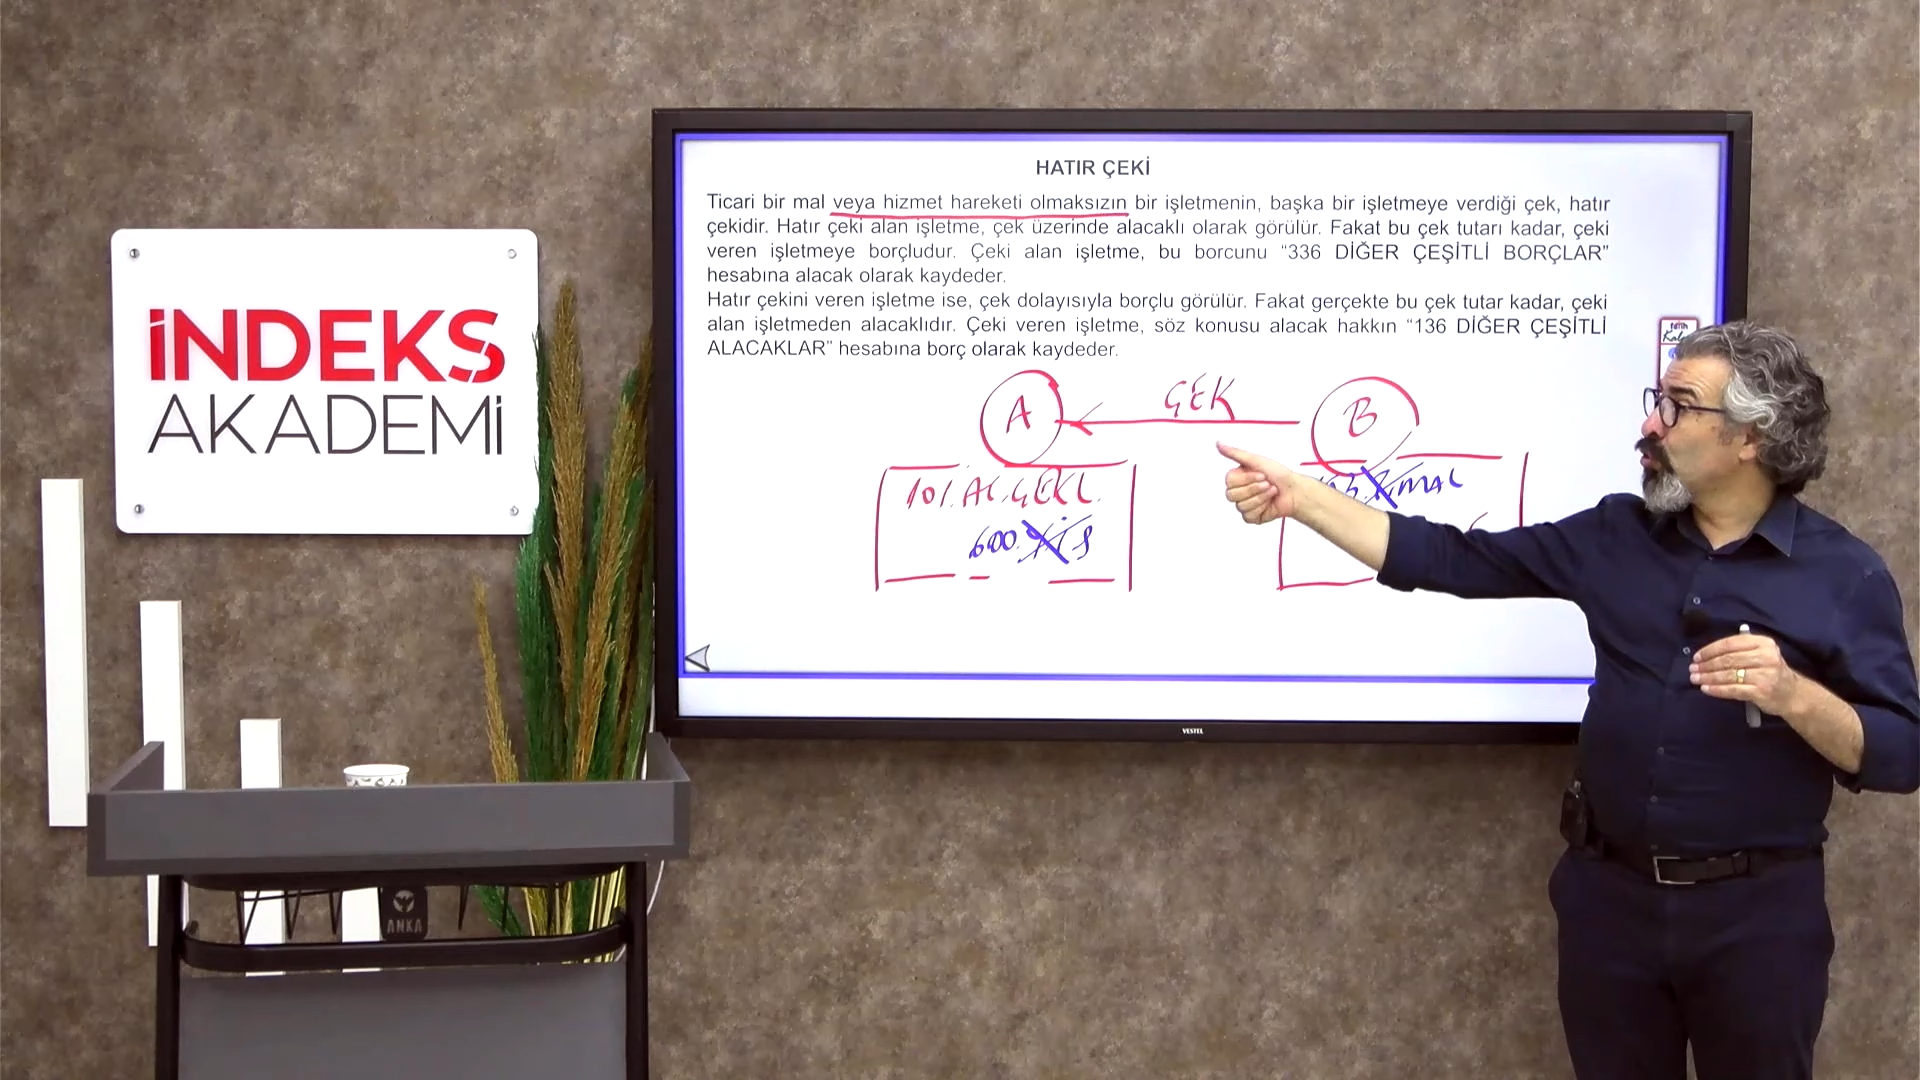 İNDEKS
AKADEMİ
HATIR ÇEKİ
Ticari bir mal veya hizmet hareketi olmaksızın bir işletmenin, başka bir işletmeye verdiği çek, hatır
çekidir. Hatır çeki alan işletme, çek üzerinde alacaklı olarak görülür. Fakat bu çek tutarı kadar, çeki
veren işletmeye borçludur. Çeki alan işletme, bu borcunu “336 DİĞER ÇEŞİTLİ BORÇLAR”
hesabına alacak olarak kaydeder.
Hatır çekini veren işletme ise, çek dolayısıyla borçlu görülür. Fakat gerçekte bu çek tutar kadar, çeki
alan işletmeden alacaklıdır. Çeki veren işletme, söz konusu alacak hakkın “136 DİĞER ÇEŞİTLİ
ALACAKLAR” hesabına borç olarak kaydeder.
A ÇEK B
101. AL. ÇEKL.
600.
MAL
VESTEL
ANKA